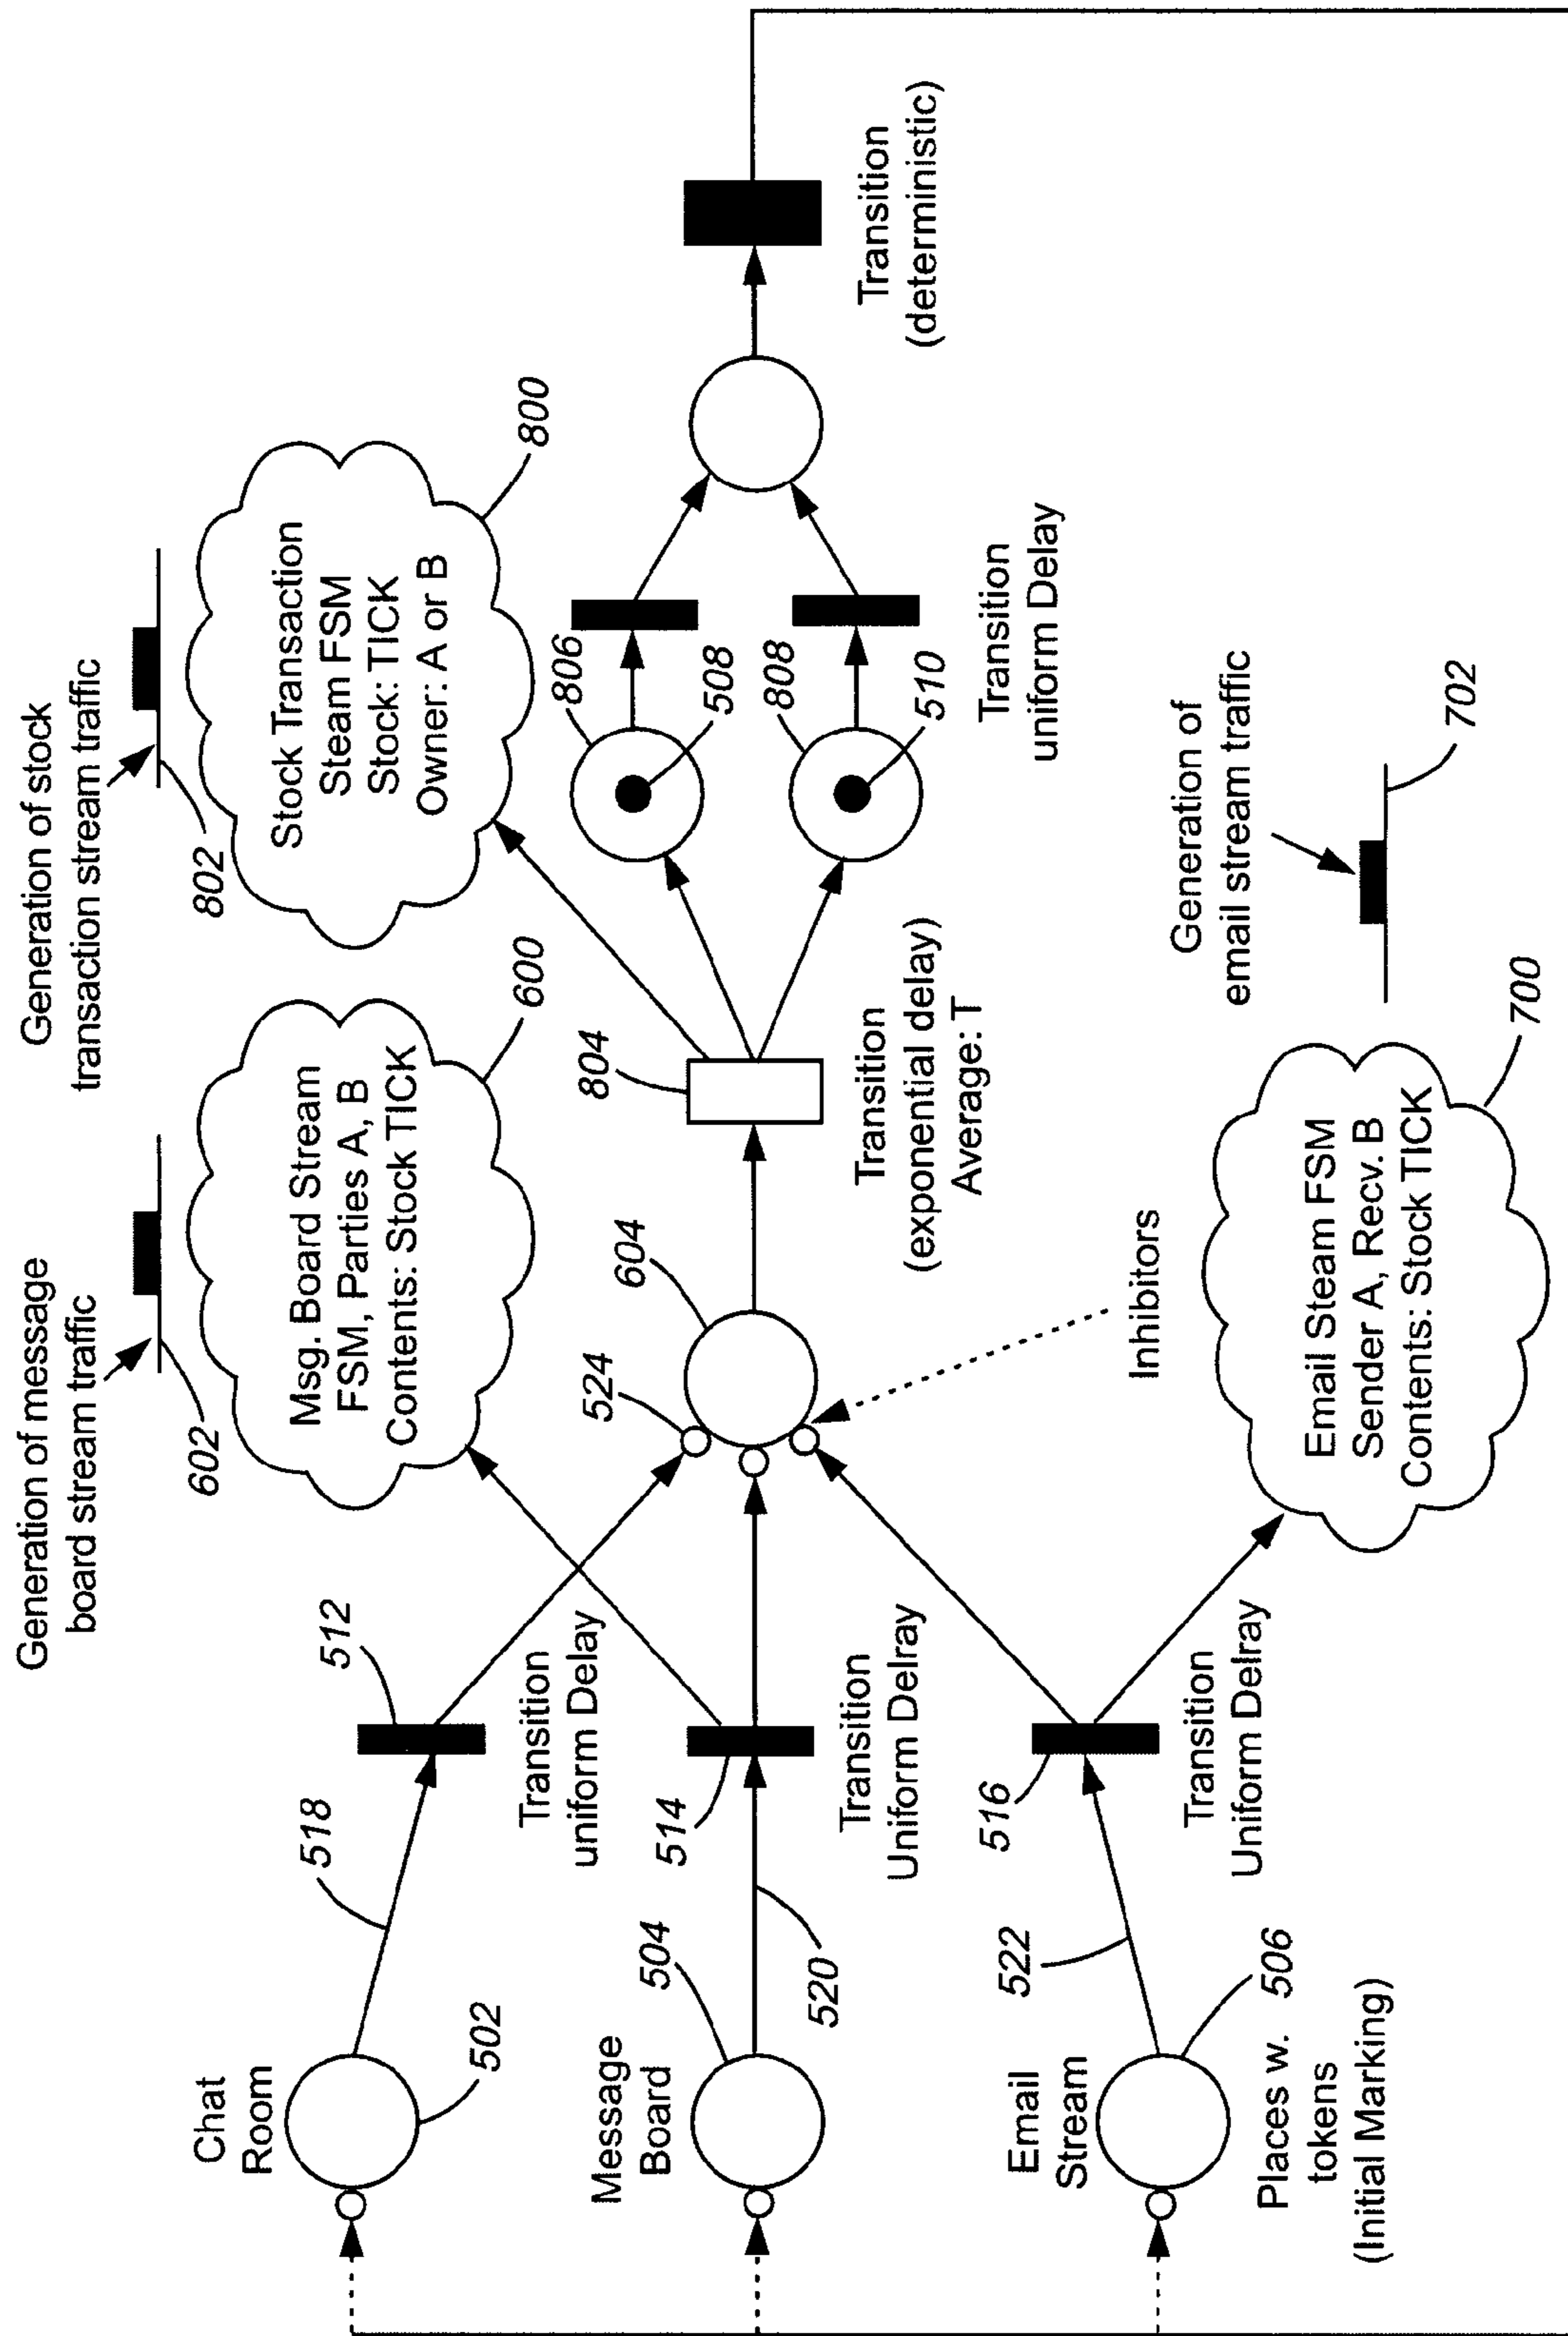 Generation of message
board stream traffic
602
Generation of stock
transaction stream traffic
802
Msg. Board Stream
FSM, Parties A, B
Contents: Stock TICK
600
Stock Transaction
Steam FSM
Stock: TICK
Owner: A or B
800
Chat
Room
502
518
512
Transition
uniform Delay
524
604
804
806
508
808
510
Message
Board
504
520
514
Transition
Uniform Delray
Transition
(exponential delay)
Average: T
Transition
uniform Delay
Transition
(deterministic)
Inhibitors
Email
Stream
522
506
516
Transition
Uniform Delray
Places w.
tokens
(Initial Marking)
Email Steam FSM
Sender A, Recv. B
Contents: Stock TICK
700
Generation of
email stream traffic
702